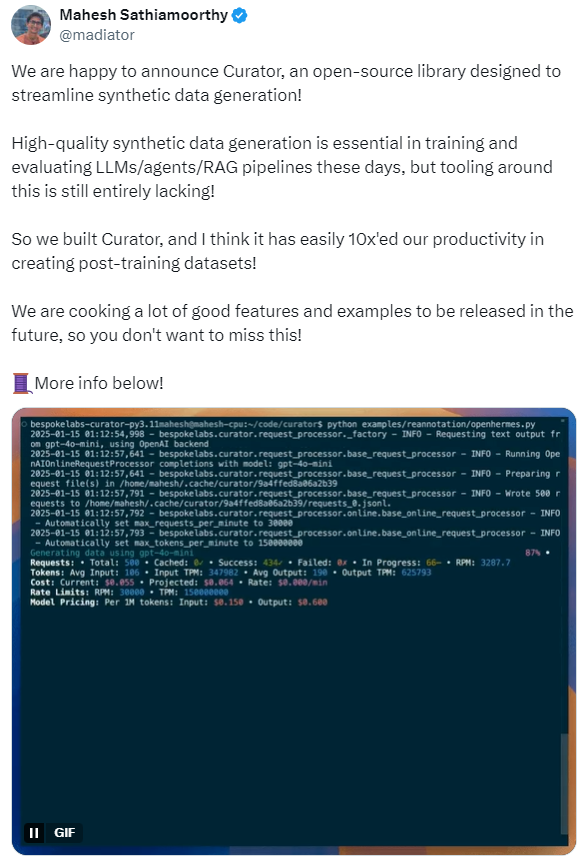 Mahesh Sathiamoorthy
@madiator
We are happy to announce Curator, an open-source library designed to
streamline synthetic data generation!
High-quality synthetic data generation is essential in training and
evaluating LLMs/agents/RAG pipelines these days, but tooling around
this is still entirely lacking!
So we built Curator, and I think it has easily 10x'ed our productivity in
creating post-training datasets!
We are cooking a lot of good features and examples to be released in the
future, so you don't want to miss this!
🧵More info below!
bespokelabs-curator-py3.11mahesh@mahesh-cpu:~/code/curator$ python examples/reannotation/openhermes.py
2025-01-15 01:12:54,998 - bespokelabs.curator.request_processor._factory - INFO - Requesting text output fr
om gpt-4o-mini, using OpenAI backend
2025-01-15 01:12:57,641 - bespokelabs.curator.request_processor.base_request_processor - INFO - Running Ope
nAIOnlineRequestProcessor completions with model: gpt-4o-mini
2025-01-15 01:12:57,641 - bespokelabs.curator.request_processor.base_request_processor - INFO - Preparing r
equest file(s) in /home/mahesh/.cache/curator/9a4ffed8a06a2b39
2025-01-15 01:12:57,791 - bespokelabs.curator.request_processor.base_request_processor - INFO - Wrote 500 r
equests to /home/mahesh/.cache/curator/9a4ffed8a06a2b39/requests_0.jsonl.
2025-01-15 01:12:57,792 - bespokelabs.curator.request_processor.online.base_online_request_processor - INFO
- Automatically set max_requests_per_minute to 30000
2025-01-15 01:12:57,792 - bespokelabs.curator.request_processor.online.base_online_request_processor - INFO
- Automatically set max_tokens_per_minute to 150000000
Generating data using gpt-4o-mini 87% •
Requests: • Total: 500 • Cached: 0✓ • Success: 434✓ • Failed: 0✗ • In Progress: 66~ • RPM: 3287.7
Tokens: Avg Input: 106 • Input TPM: 347982 • Avg Output: 190 • Output TPM: 625793
Cost: Current: $0.055 • Projected: $0.064 • Rate: $0.000/min
Rate Limits: RPM: 30000 • TPM: 150000000
Model Pricing: Per 1M tokens: Input: $0.150 • Output: $0.600
GIF